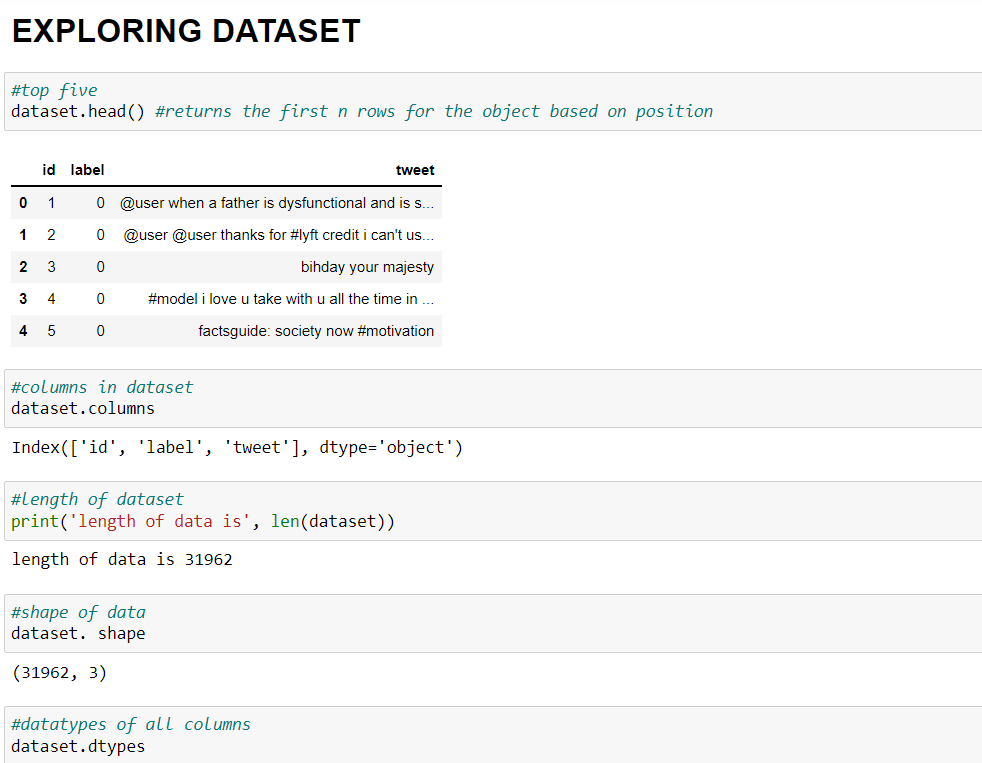 EXPLORING DATASET
#top five
dataset.head() #returns the first n rows for the object based on position
id label tweet
0 1 0 @user when a father is dysfunctional and is s...
1 2 0 @user @user thanks for #lyft credit i can't us...
2 3 0 bihday your majesty
3 4 0 #model i love u take with u all the time in ...
4 5 0 factsguide: society now #motivation
#columns in dataset
dataset.columns
Index(['id', 'label', 'tweet'], dtype='object')
#length of dataset
print('length of data is', len(dataset))
length of data is 31962
#shape of data
dataset. shape
(31962, 3)
#datatypes of all columns
dataset.dtypes